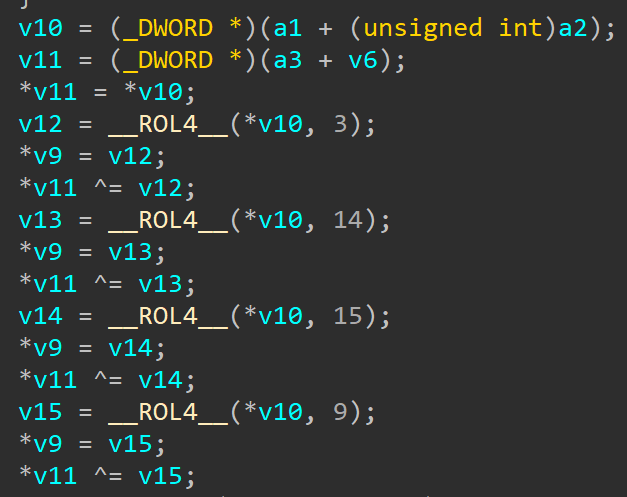 }
v10 = (_DWORD *)(a1 + (unsigned int)a2);
v11 = (_DWORD *)(a3 + v6);
*v11 = *v10;
v12 = __ROL4__(*v10, 3);
*v9 = v12;
*v11 ^= v12;
v13 = __ROL4__(*v10, 14);
*v9 = v13;
*v11 ^= v13;
v14 = __ROL4__(*v10, 15);
*v9 = v14;
*v11 ^= v14;
v15 = __ROL4__(*v10, 9);
*v9 = v15;
*v11 ^= v15;